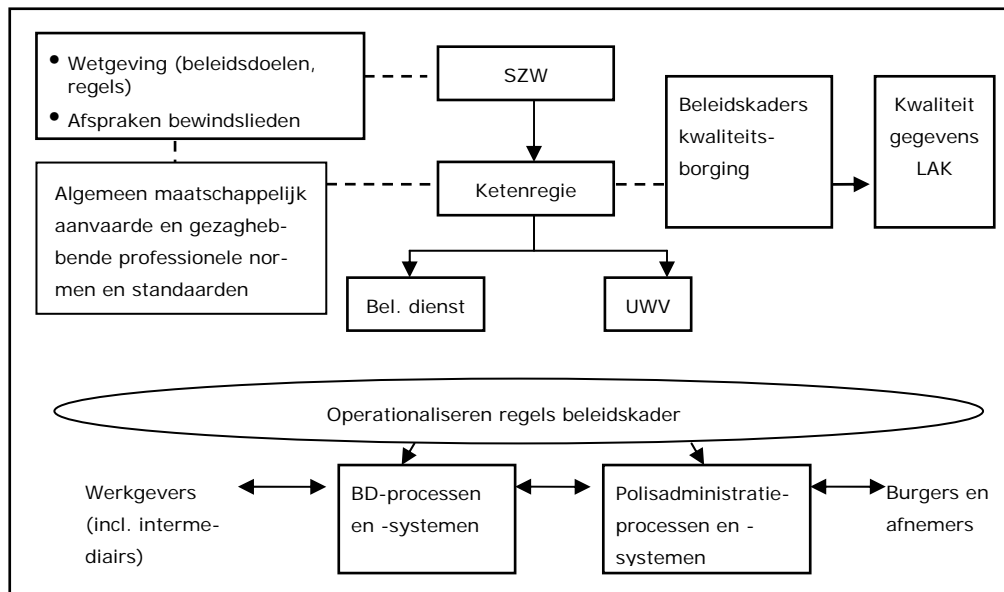 • Wetgeving (beleidsdoelen,
regels)
• Afspraken bewindslieden
SZW
Beleidskaders
kwaliteits-
borging
Kwaliteit
gegevens
LAK
Algemeen maatschappelijk
aanvaarde en gezagheb-
bende professionele nor-
men en standaarden
Ketenregie
Bel. dienst
UWV
Operationaliseren regels beleidskader
Werkgevers
(incl. interme-
diairs)
BD-processen
en -systemen
Polisadministratie-
processen en -
systemen
Burgers en
afnemers